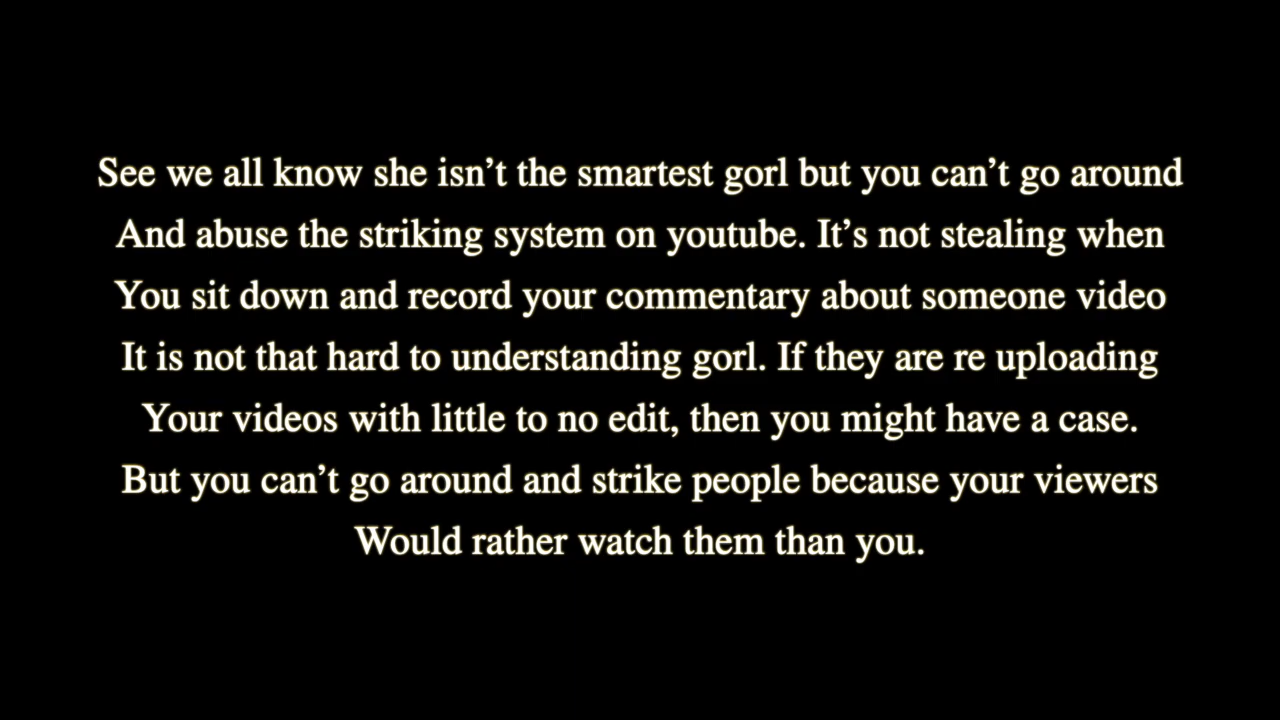 See we all know she isn’t the smartest gorl but you can’t go around
And abuse the striking system on youtube. It’s not stealing when
You sit down and record your commentary about someone video
It is not that hard to understanding gorl. If they are re uploading
Your videos with little to no edit, then you might have a case.
But you can’t go around and strike people because your viewers
Would rather watch them than you.